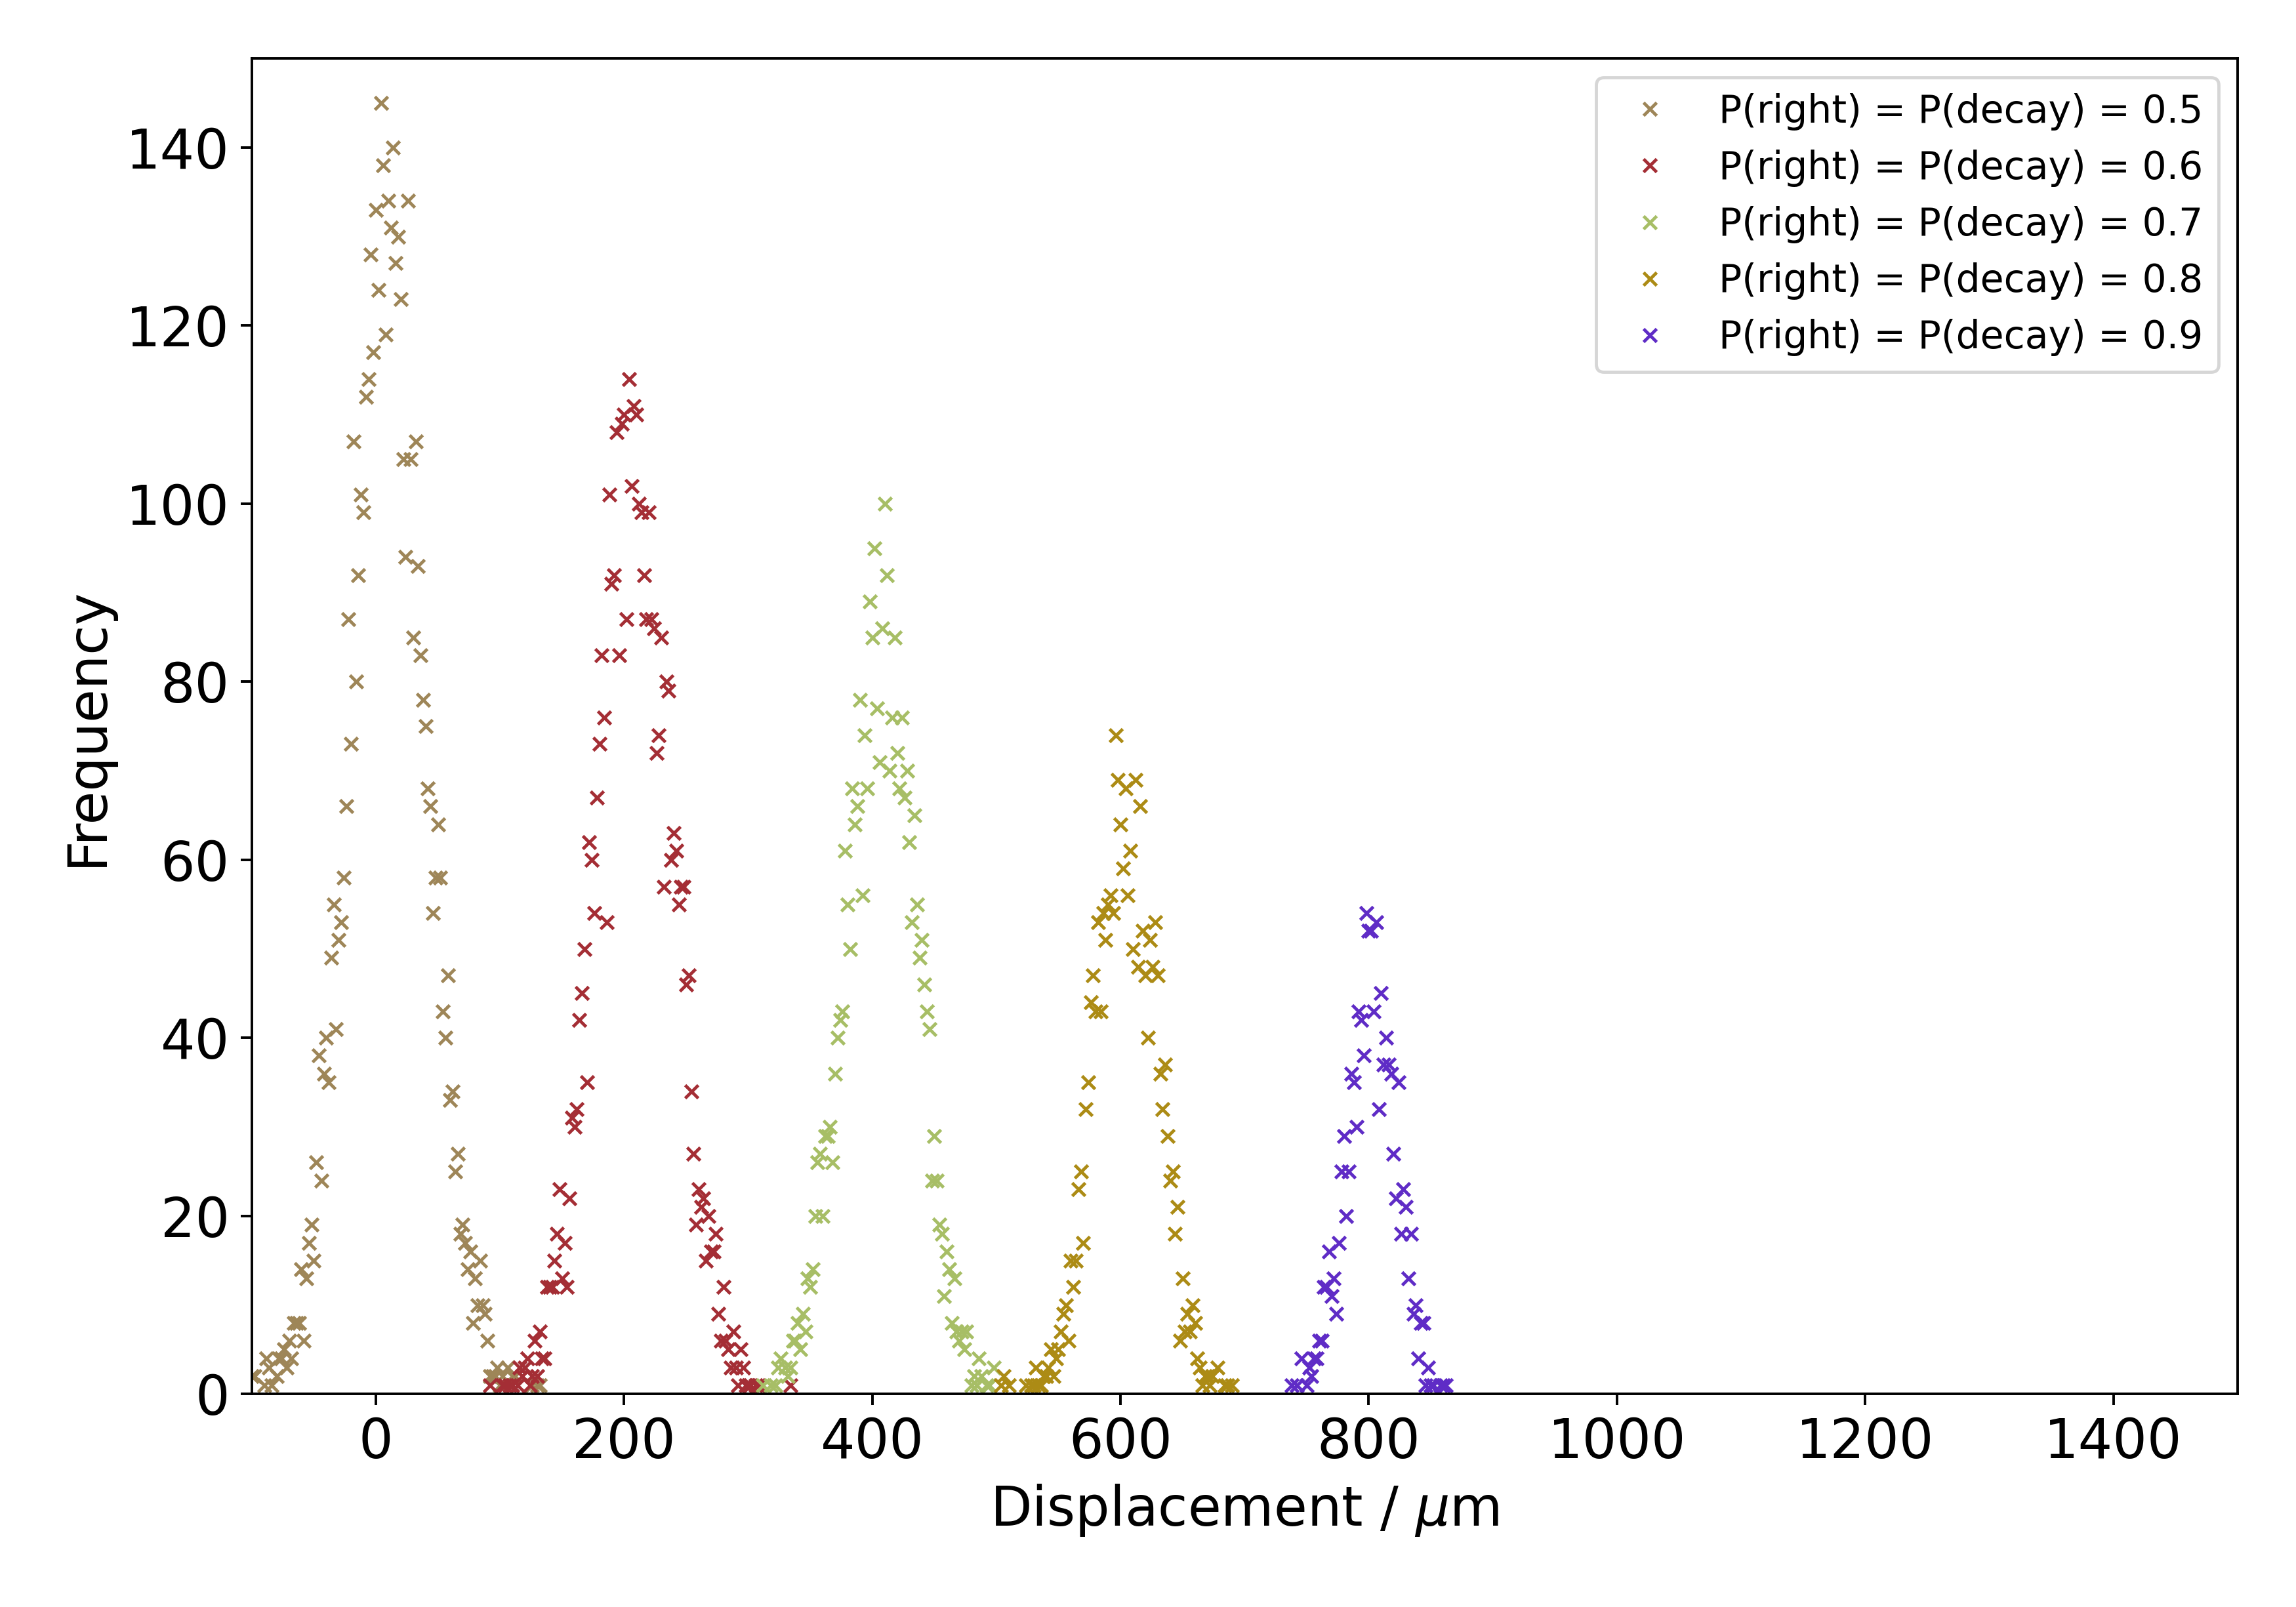 P(right) = P(decay) = 0.5
P(right) = P(decay) = 0.6
P(right) = P(decay) = 0.7
P(right) = P(decay) = 0.8
P(right) = P(decay) = 0.9
140
120
100
80
60
40
20
0
Frequency
0 200 400 600 800 1000 1200 1400
Displacement / μm